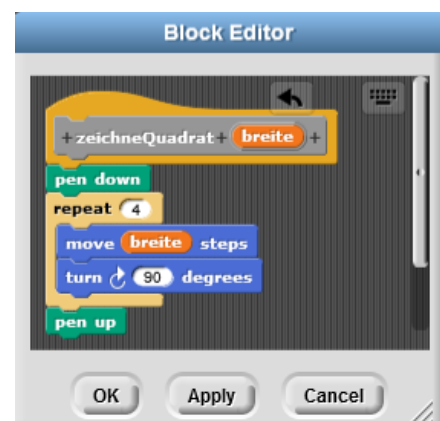 Block Editor
+zeichneQuadrat+ breite +
pen down
repeat 4
move breite steps
turn 90 degrees
pen up
OK Apply Cancel